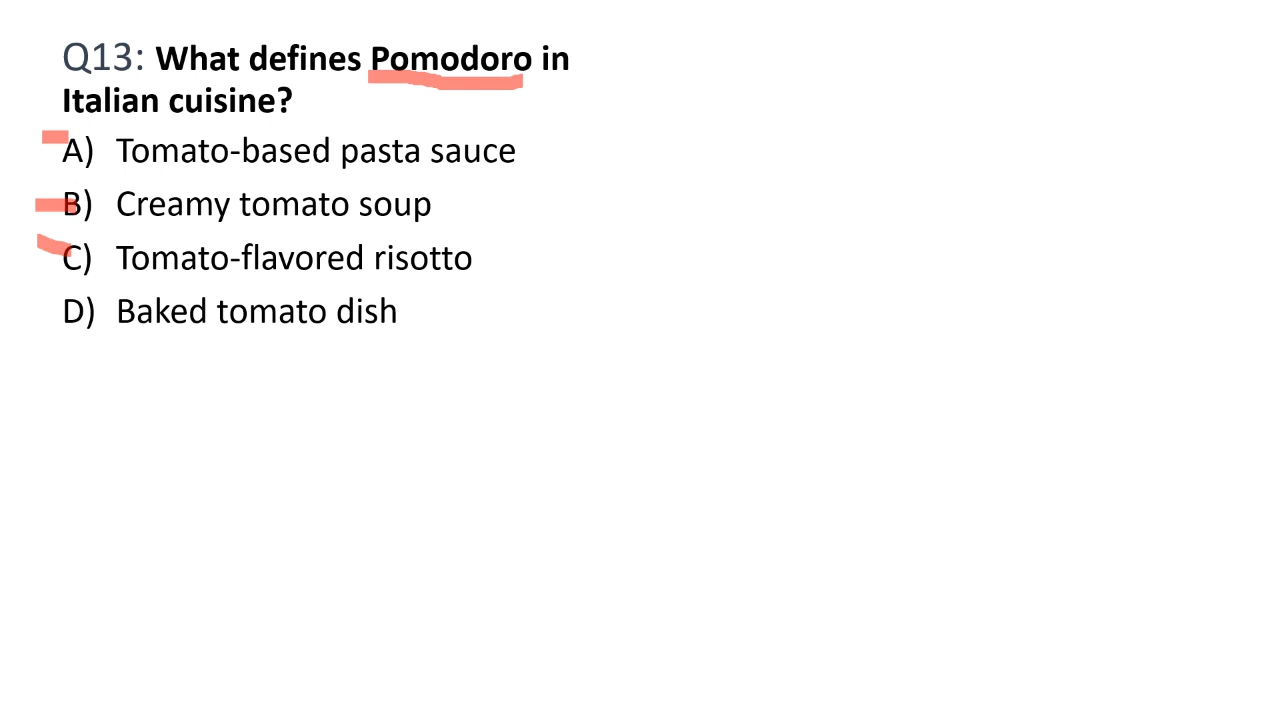 Q13: What defines Pomodoro in
Italian cuisine?
A) Tomato-based pasta sauce
B) Creamy tomato soup
C) Tomato-flavored risotto
D) Baked tomato dish